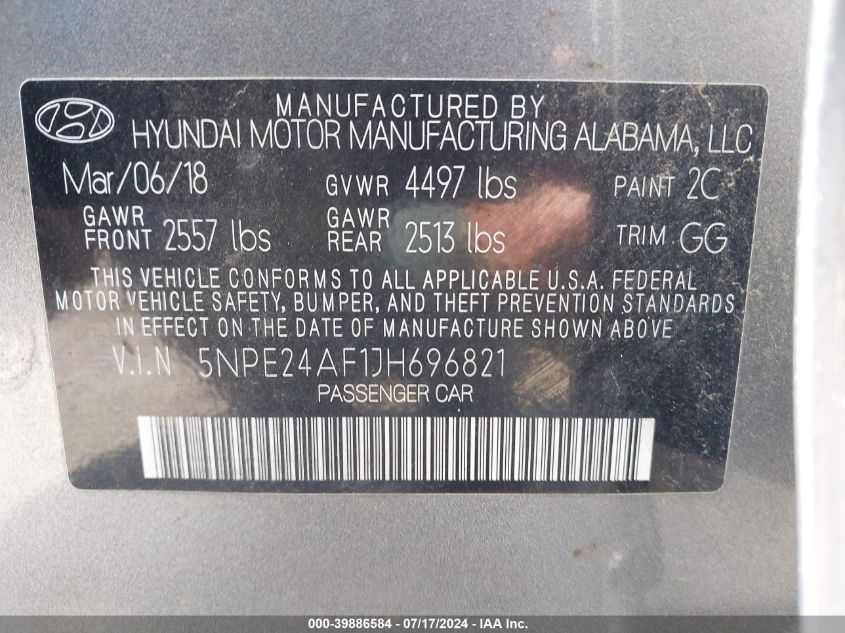 MANUFACTURED BY
HYUNDAI MOTOR MANUFACTURING ALABAMA, LLC
Mar/06/18 GVWR 4497 lbs PAINT 2C
GAWR FRONT 2557 lbs GAWR REAR 2513 lbs TRIM GG
THIS VEHICLE CONFORMS TO ALL APPLICABLE U.S.A. FEDERAL
MOTOR VEHICLE SAFETY, BUMPER, AND THEFT PREVENTION STANDARDS
IN EFFECT ON THE DATE OF MANUFACTURE SHOWN ABOVE.
V.I.N 5NPE24AF1JH696821
PASSENGER CAR
000-39886584 - 07/17/2024 - IAAI.com